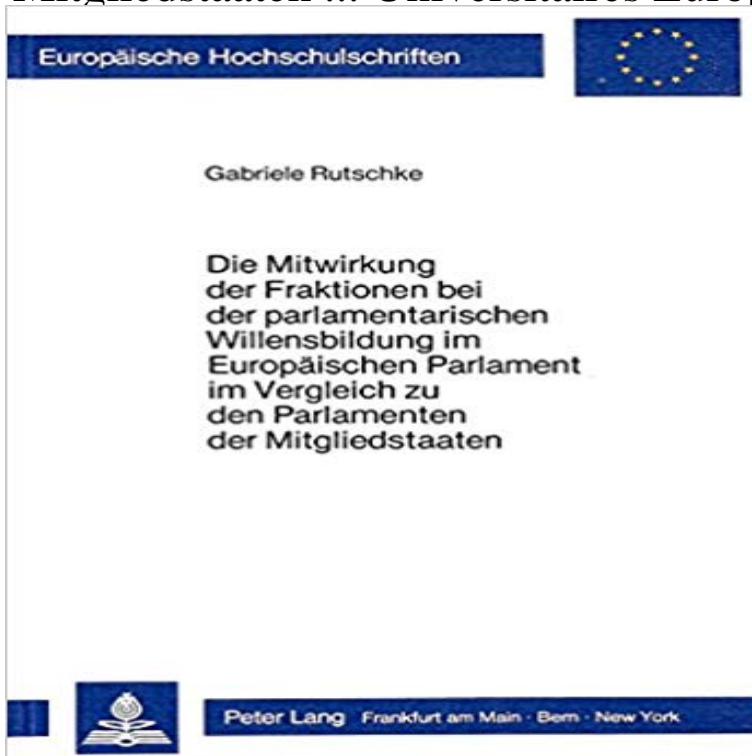 Europäische Hochschulschriften
Gabriele Rutschke
Die Mitwirkung
der Fraktionen bei
der parlamentarischen
Willensbildung im
Europäischen Parlament
im Vergleich zu
den Parlamenten
der Mitgliedstaaten
Peter Lang Frankfurt am Main · Bern · New York